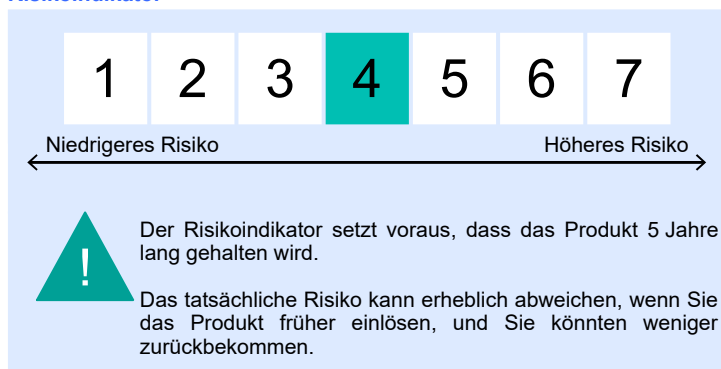 Risikoindikator
1 2 3 4 5 6 7
Niedrigeres Risiko Höheres Risiko
!
Der Risikoindikator setzt voraus, dass das Produkt 5 Jahre
lang gehalten wird.
Das tatsächliche Risiko kann erheblich abweichen, wenn Sie
das Produkt früher einlösen, und Sie könnten weniger
zurückbekommen.